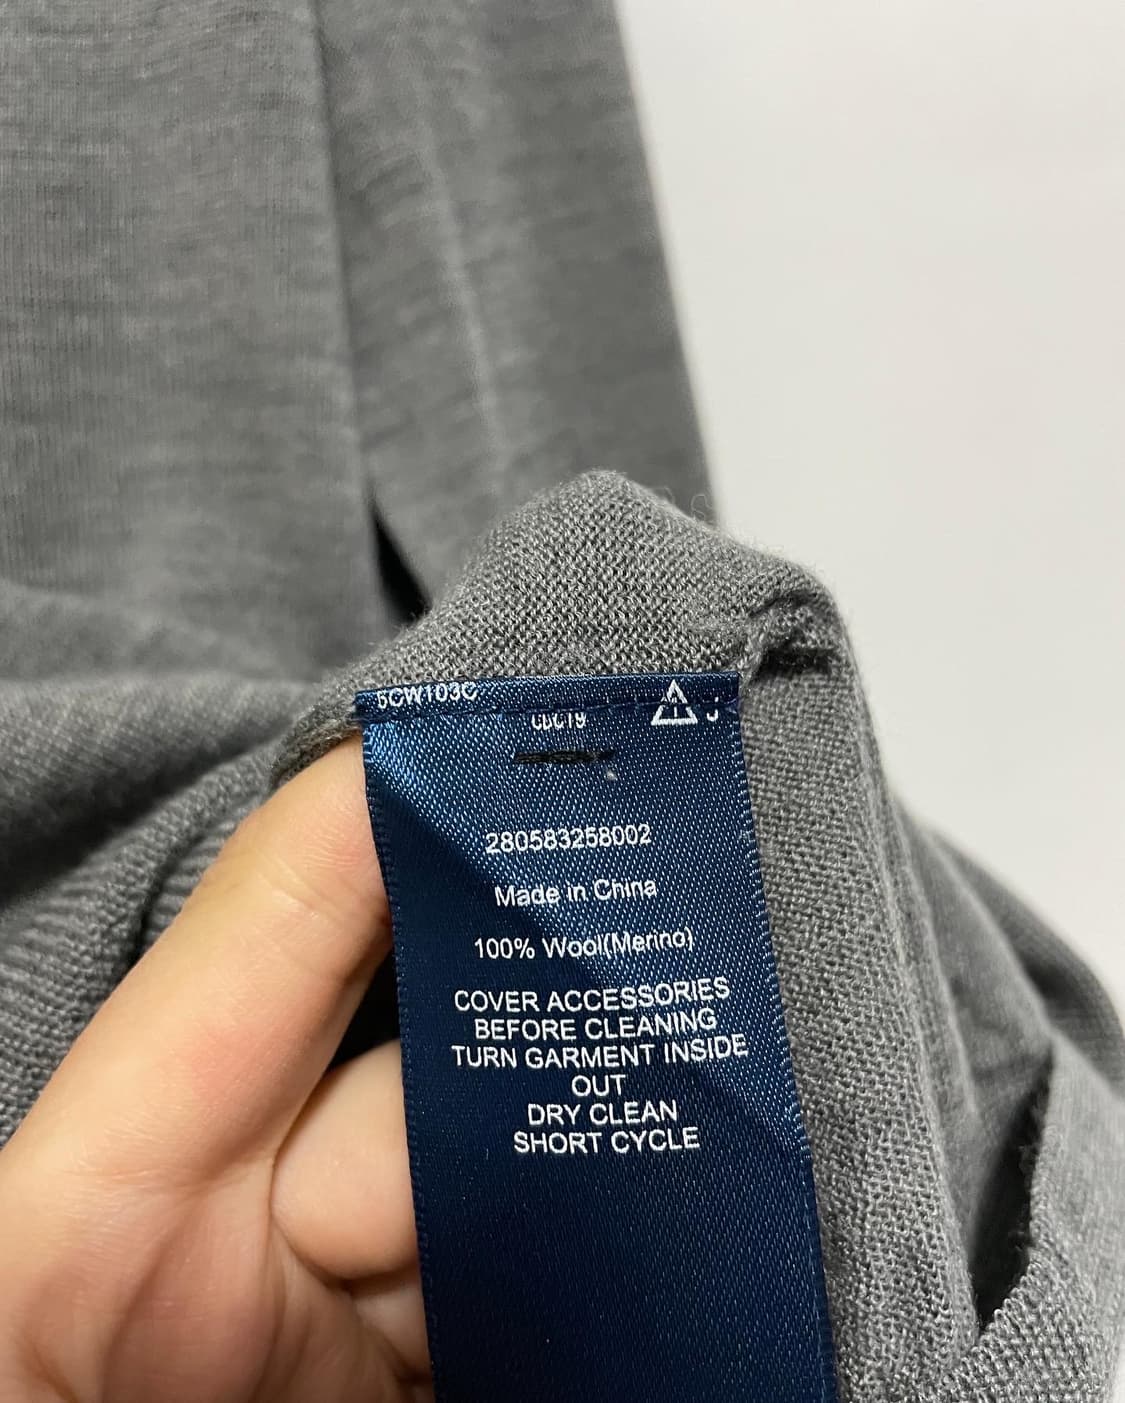 5CW103C
280583258002
Made in China
100% Wool(Merino)
COVER ACCESSORIES
BEFORE CLEANING
TURN GARMENT INSIDE
OUT
DRY CLEAN
SHORT CYCLE